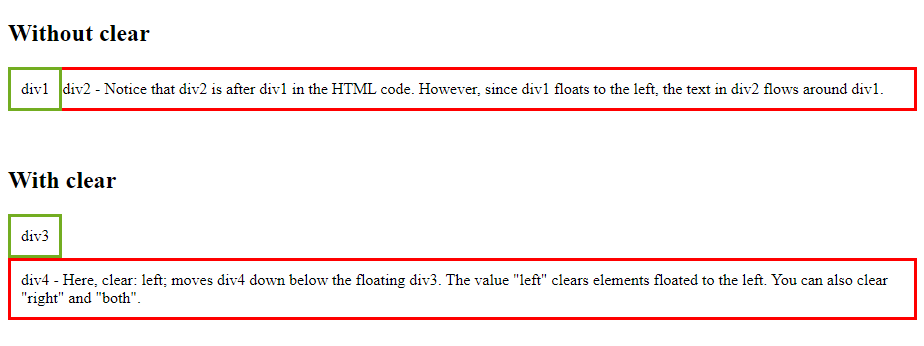 Without clear
div1 div2 - Notice that div2 is after div1 in the HTML code. However, since div1 floats to the left, the text in div2 flows around div1.
With clear
div3
div4 - Here, clear: left; moves div4 down below the floating div3. The value "left" clears elements floated to the left. You can also clear
"right" and "both".